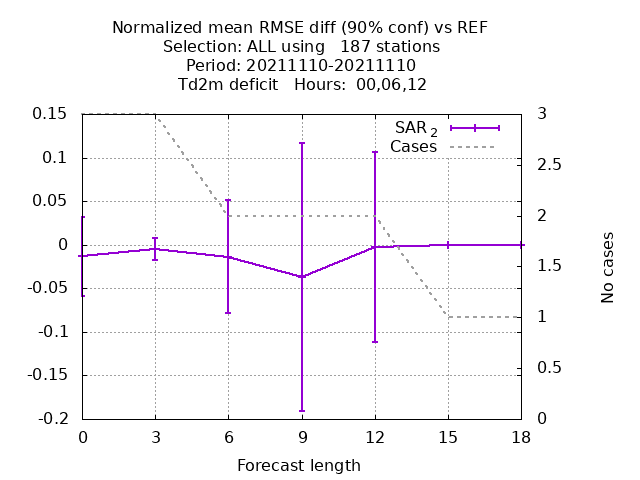 Normalized mean RMSE diff (90% conf) vs REF
Selection: ALL using   187 stations
Period: 20211110-20211110
Td2m deficit   Hours:  00,06,12
SAR 2
Cases
0.15
0.1
0.05
0
-0.05
-0.1
-0.15
-0.2
3
2.5
2
1.5
1
0.5
0
No cases
0 3 6 9 12 15 18
Forecast length